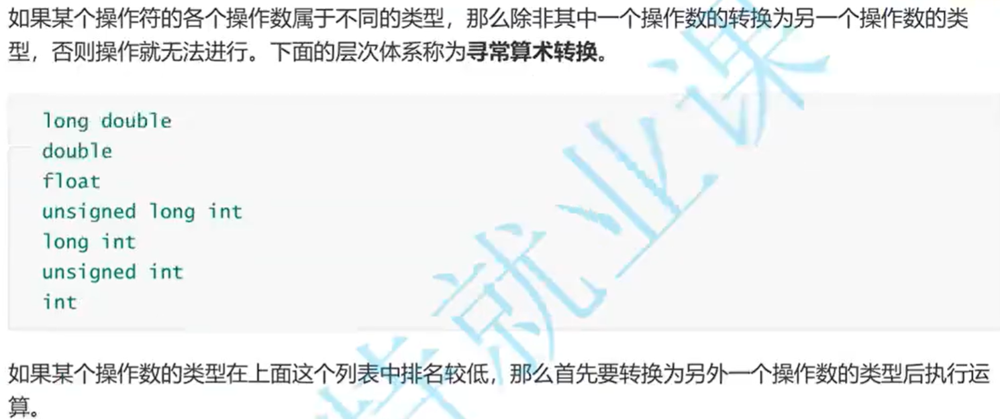 如果某个操作符的各个操作数属于不同的类型，那么除非其中一个操作数的转换为另一个操作数的类
型，否则操作就无法进行。下面的层次体系称为寻常算术转换。
long double
double
float
unsigned long int
long int
unsigned int
int
如果某个操作数的类型在上面这个列表中排名较低，那么首先要转换为另外一个操作数的类型后执行运
算。
特就业课